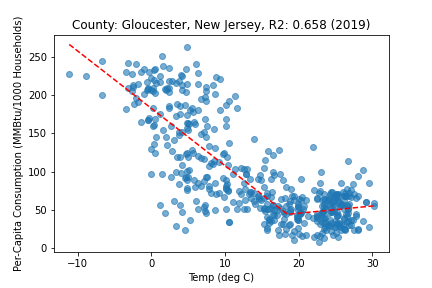 County: Gloucester, New Jersey, R2: 0.658 (2019)
Per-Capita Consumption (MMBtu/1000 Households)
250
200
150
100
50
0
−10 0 10 20 30
Temp (deg C)